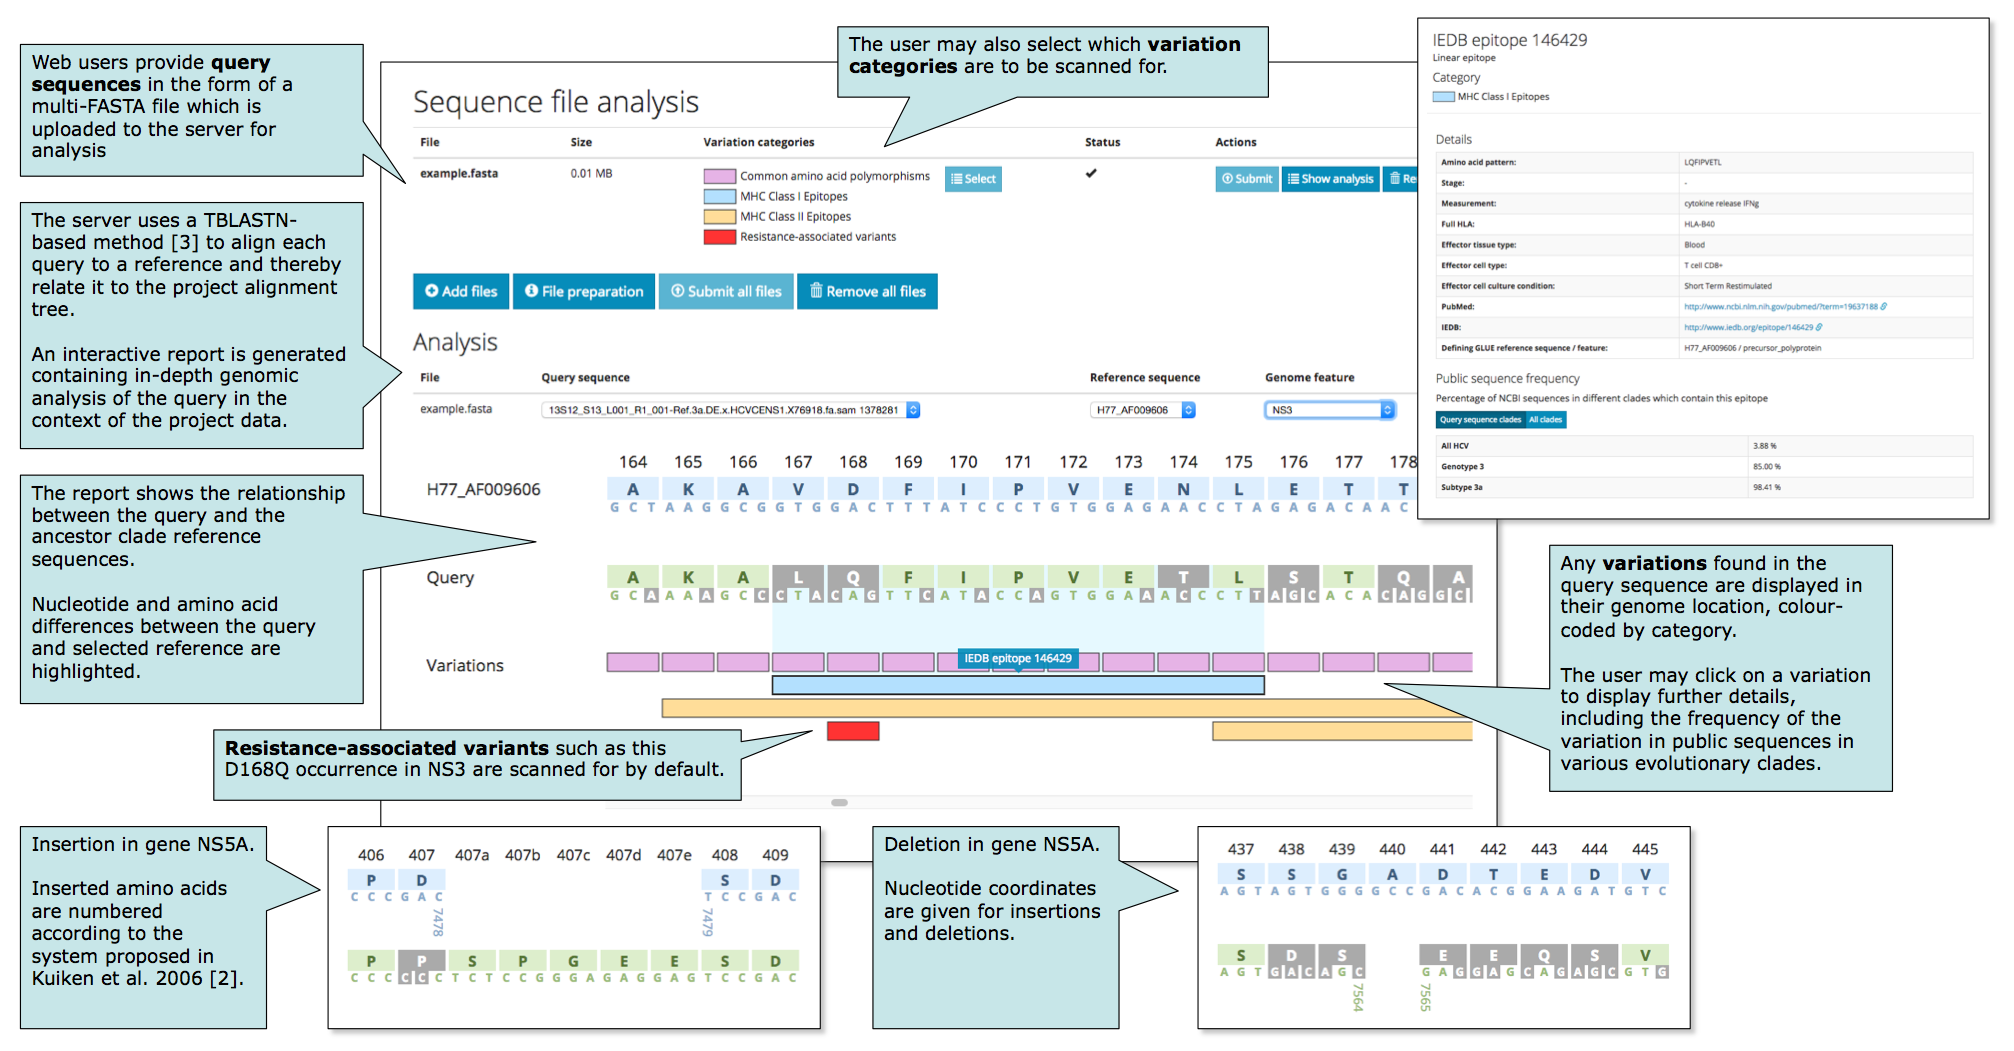 Web users provide query
sequences in the form of a
multi-FASTA file which is
uploaded to the server for
analysis
The server uses a TBLASTN-
based method [3] to align each
query to a reference and thereby
relate it to the project alignment
tree.
An interactive report is generated
containing in-depth genomic
analysis of the query in the
context of the project data.
The report shows the relationship
between the query and the
ancestor clade reference
sequences.
Nucleotide and amino acid
differences between the query
and selected reference are
highlighted.
The user may also select which variation
categories are to be scanned for.
Sequence file analysis
File Size Variation categories Status Actions
example.fasta 0.01 MB Common amino acid polymorphisms Select Submit Show analysis Re
MHC Class I Epitopes
MHC Class II Epitopes
Resistance-associated variants
Add files File preparation Submit all files Remove all files
Analysis
File Query sequence Reference sequence Genome feature
example.fasta 13S12_S13_L001_R1_001-Ref.3a.DE.x.HCVCENS1.X76918.fa.sam 1378281 H77_AF009606 NS3
164 165 166 167 168 169 170 171 172 173 174 175 176 177 178
H77_AF009606 A K A V D F I P V E N L E T T
G C T A A G G C G G T G G A C T T T A T C C C T G T G G A G A A C C T A G A G A C A A C
Query A K A L Q F I P V E T L S T Q A
G C A A A A G C C C T A C A G T T C A T A C C A G T G G A A A C C C T T A G C A C A C A G G C
Variations
IEDB epitope 146429
Resistance-associated variants such as this
D168Q occurrence in NS3 are scanned for by default.
IEDB epitope 146429
Linear epitope
Category
MHC Class I Epitopes
Details
Amino acid pattern: LQFIPVETL
Stage: -
Measurement: cytokine release IFNg
Full HLA: HLA-B40
Effector tissue type: Blood
Effector cell type: T cell CD8+
Effector cell culture condition: Short Term Restimulated
PubMed: http://www.ncbi.nlm.nih.gov/pubmed/?term=19637188
IEDB: http://www.iedb.org/epitope/146429
Defining GLUE reference sequence / feature: H77_AF009606 / precursor_polyprotein
Public sequence frequency
Percentage of NCBI sequences in different clades which contain this epitope
Query sequence clades All clades
All HCV 3.88 %
Genotype 3 85.00 %
Subtype 3a 98.41 %
Any variations found in the
query sequence are displayed in
their genome location, colour-
coded by category.
The user may click on a variation
to display further details,
including the frequency of the
variation in public sequences in
various evolutionary clades.
Insertion in gene NS5A.
Inserted amino acids
are numbered
according to the
system proposed in
Kuiken et al. 2006 [2].
406 407 407a 407b 407c 407d 407e 408 409
P D S D
C C C G A C T C C G A C
7478 7479
P P S P G E E S D
C C C C C C T C T C C G G G A G A G G A G T C C G A C
Deletion in gene NS5A.
Nucleotide coordinates
are given for insertions
and deletions.
437 438 439 440 441 442 443 444 445
S S G A D T E D V
A G T A G T G G G G C C G A C A C G G A A G A T G T C
S D S E E Q S V
A G T G A C A G C G A G G A G C A G A G C G T G
7564 7565